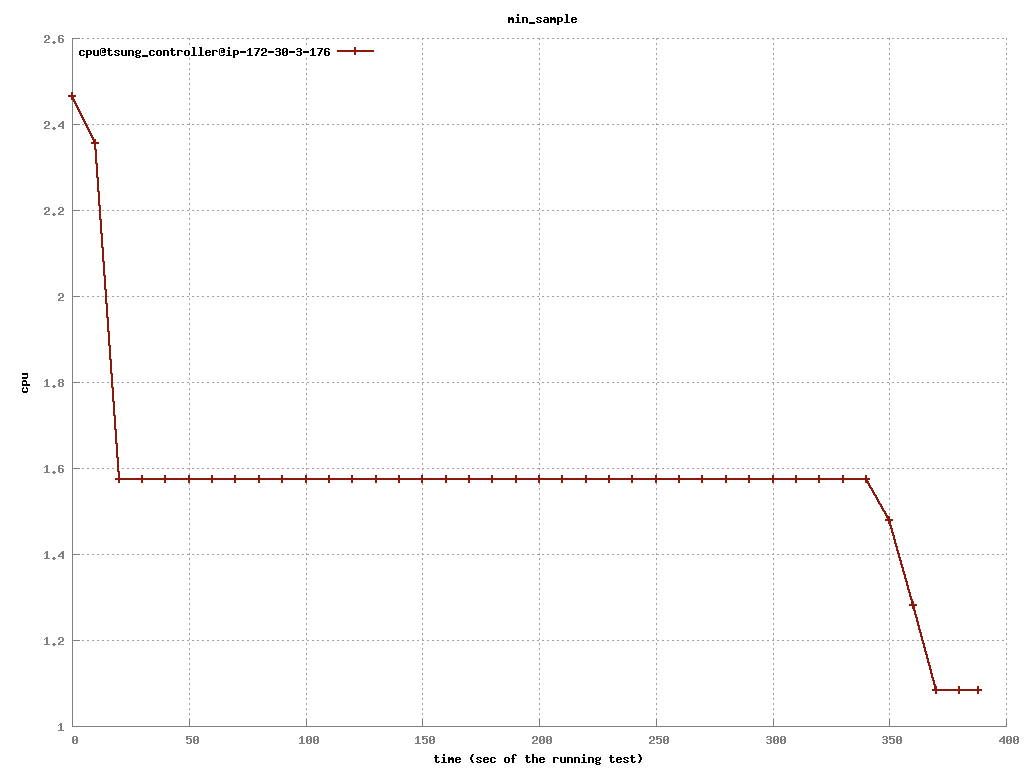 min_sample
cpu@tsung_controller@ip-172-30-3-176
2.6
2.4
2.2
2
1.8
1.6
1.4
1.2
1
cpu
0 50 100 150 200 250 300 350 400
time (sec of the running test)